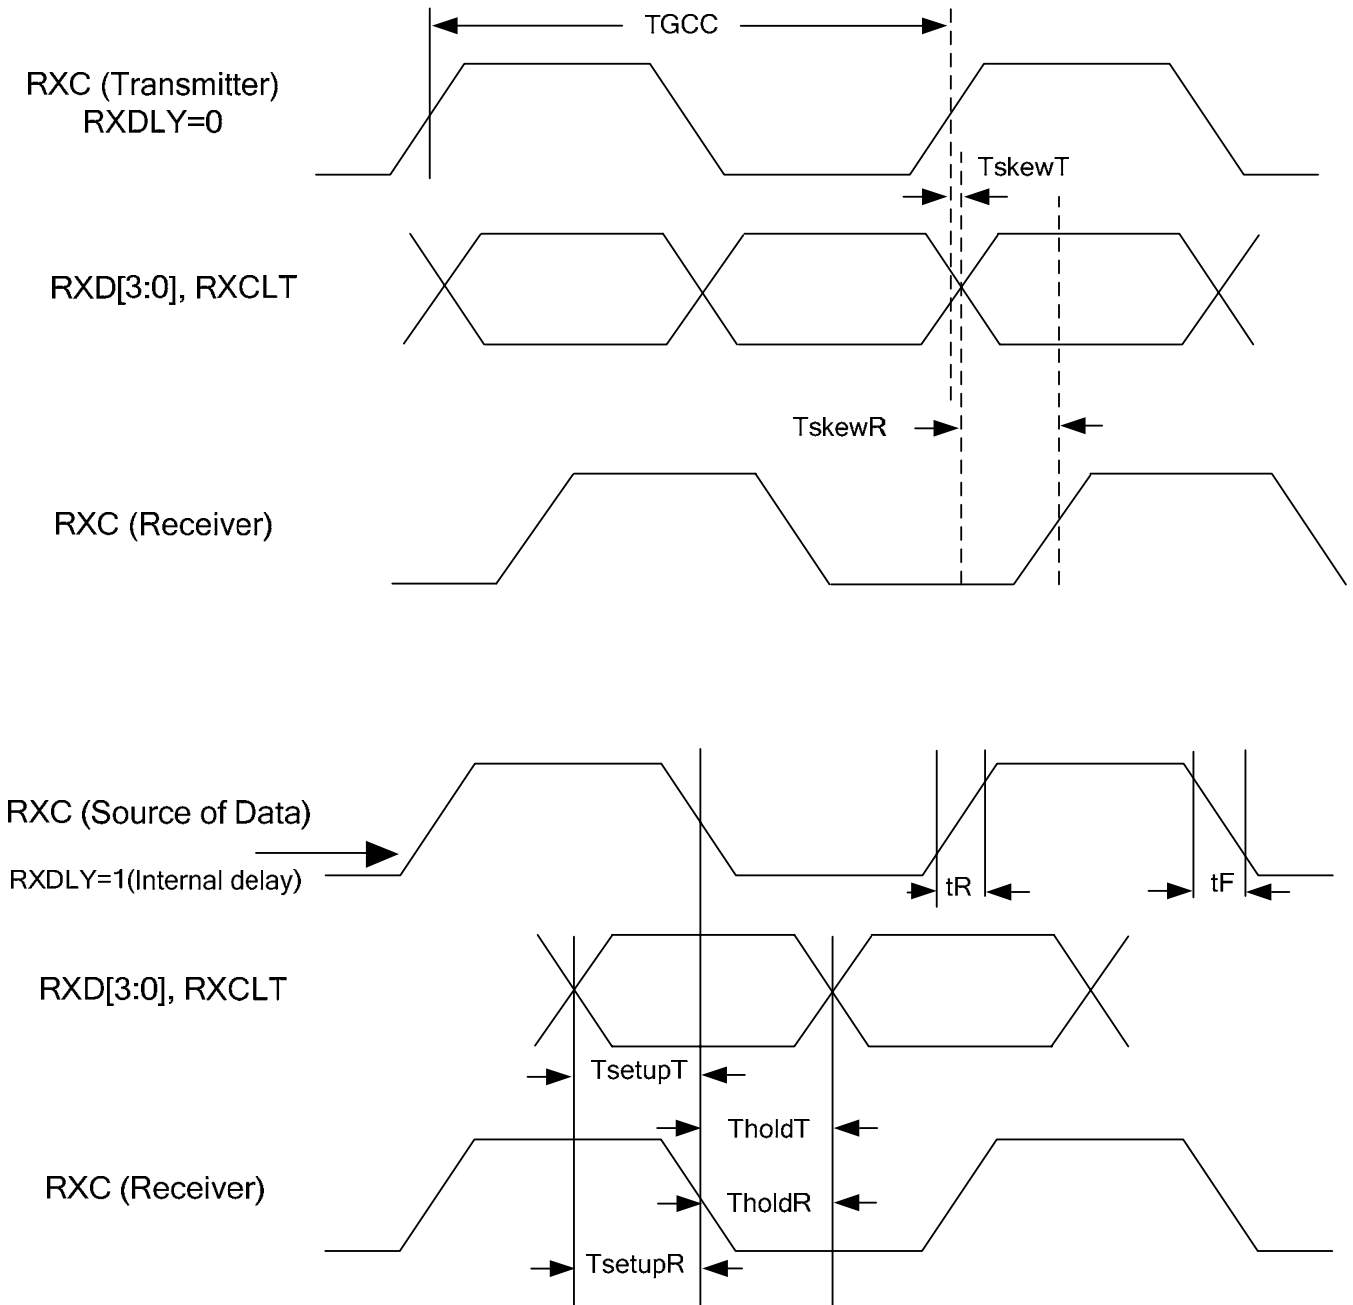 TGCC
RXC (Transmitter)
RXDLY=0
TskewT
RXD[3:0], RXCLT
TskewR
RXC (Receiver)
RXC (Source of Data)
RXDLY=1(Internal delay)
tR
tF
RXD[3:0], RXCLT
TsetupT
TholdT
RXC (Receiver)
TholdR
TsetupR